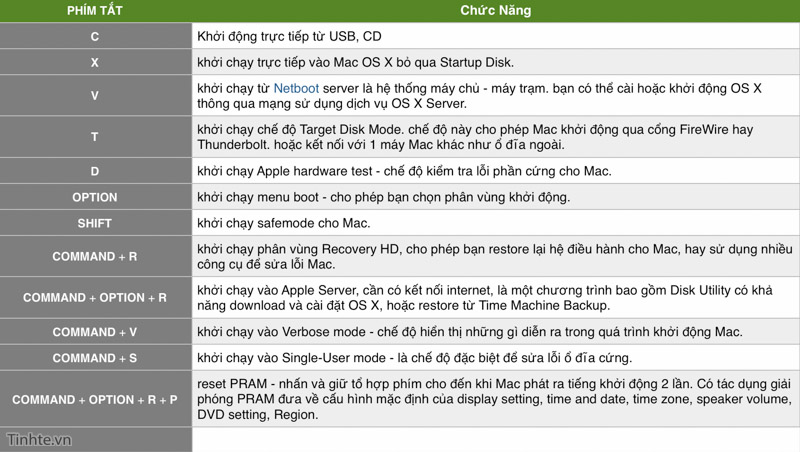 PHÍM TẮT
Chức Năng
C
Khởi động trực tiếp từ USB, CD
X
khởi chạy trực tiếp vào Mac OS X bỏ qua Startup Disk.
V
khởi chạy từ Netboot server là hệ thống máy chủ - máy trạm. bạn có thể cài hoặc khởi động OS X
thông qua mạng sử dụng dịch vụ OS X Server.
T
khởi chạy chế độ Target Disk Mode. chế độ này cho phép Mac khởi động qua cổng FireWire hay
Thunderbolt. hoặc kết nối với 1 máy Mac khác như ổ đĩa ngoài.
D
khởi chạy Apple hardware test - chế độ kiểm tra lỗi phần cứng cho Mac.
OPTION
khởi chạy menu boot - cho phép bạn chọn phân vùng khởi động.
SHIFT
khởi chạy safemode cho Mac.
COMMAND + R
khởi chạy phân vùng Recovery HD, cho phép bạn restore lại hệ điều hành cho Mac, hay sử dụng nhiều
công cụ để sửa lỗi Mac.
COMMAND + OPTION + R
khởi chạy vào Apple Server, cần có kết nối internet, là một chương trình bao gồm Disk Utility có khả
năng download và cài đặt OS X, hoặc restore từ Time Machine Backup.
COMMAND + V
khởi chạy vào Verbose mode - chế độ hiển thị những gì diễn ra trong quá trình khởi động Mac.
COMMAND + S
khởi chạy vào Single-User mode - là chế độ đặc biệt để sửa lỗi ổ đĩa cứng.
COMMAND + OPTION + R + P
reset PRAM - nhấn và giữ tổ hợp phím cho đến khi Mac phát ra tiếng khởi động 2 lần. Có tác dụng giải
phóng PRAM đưa về cấu hình mặc định của display setting, time and date, time zone, speaker volume,
DVD setting, Region.
Tinhte.vn